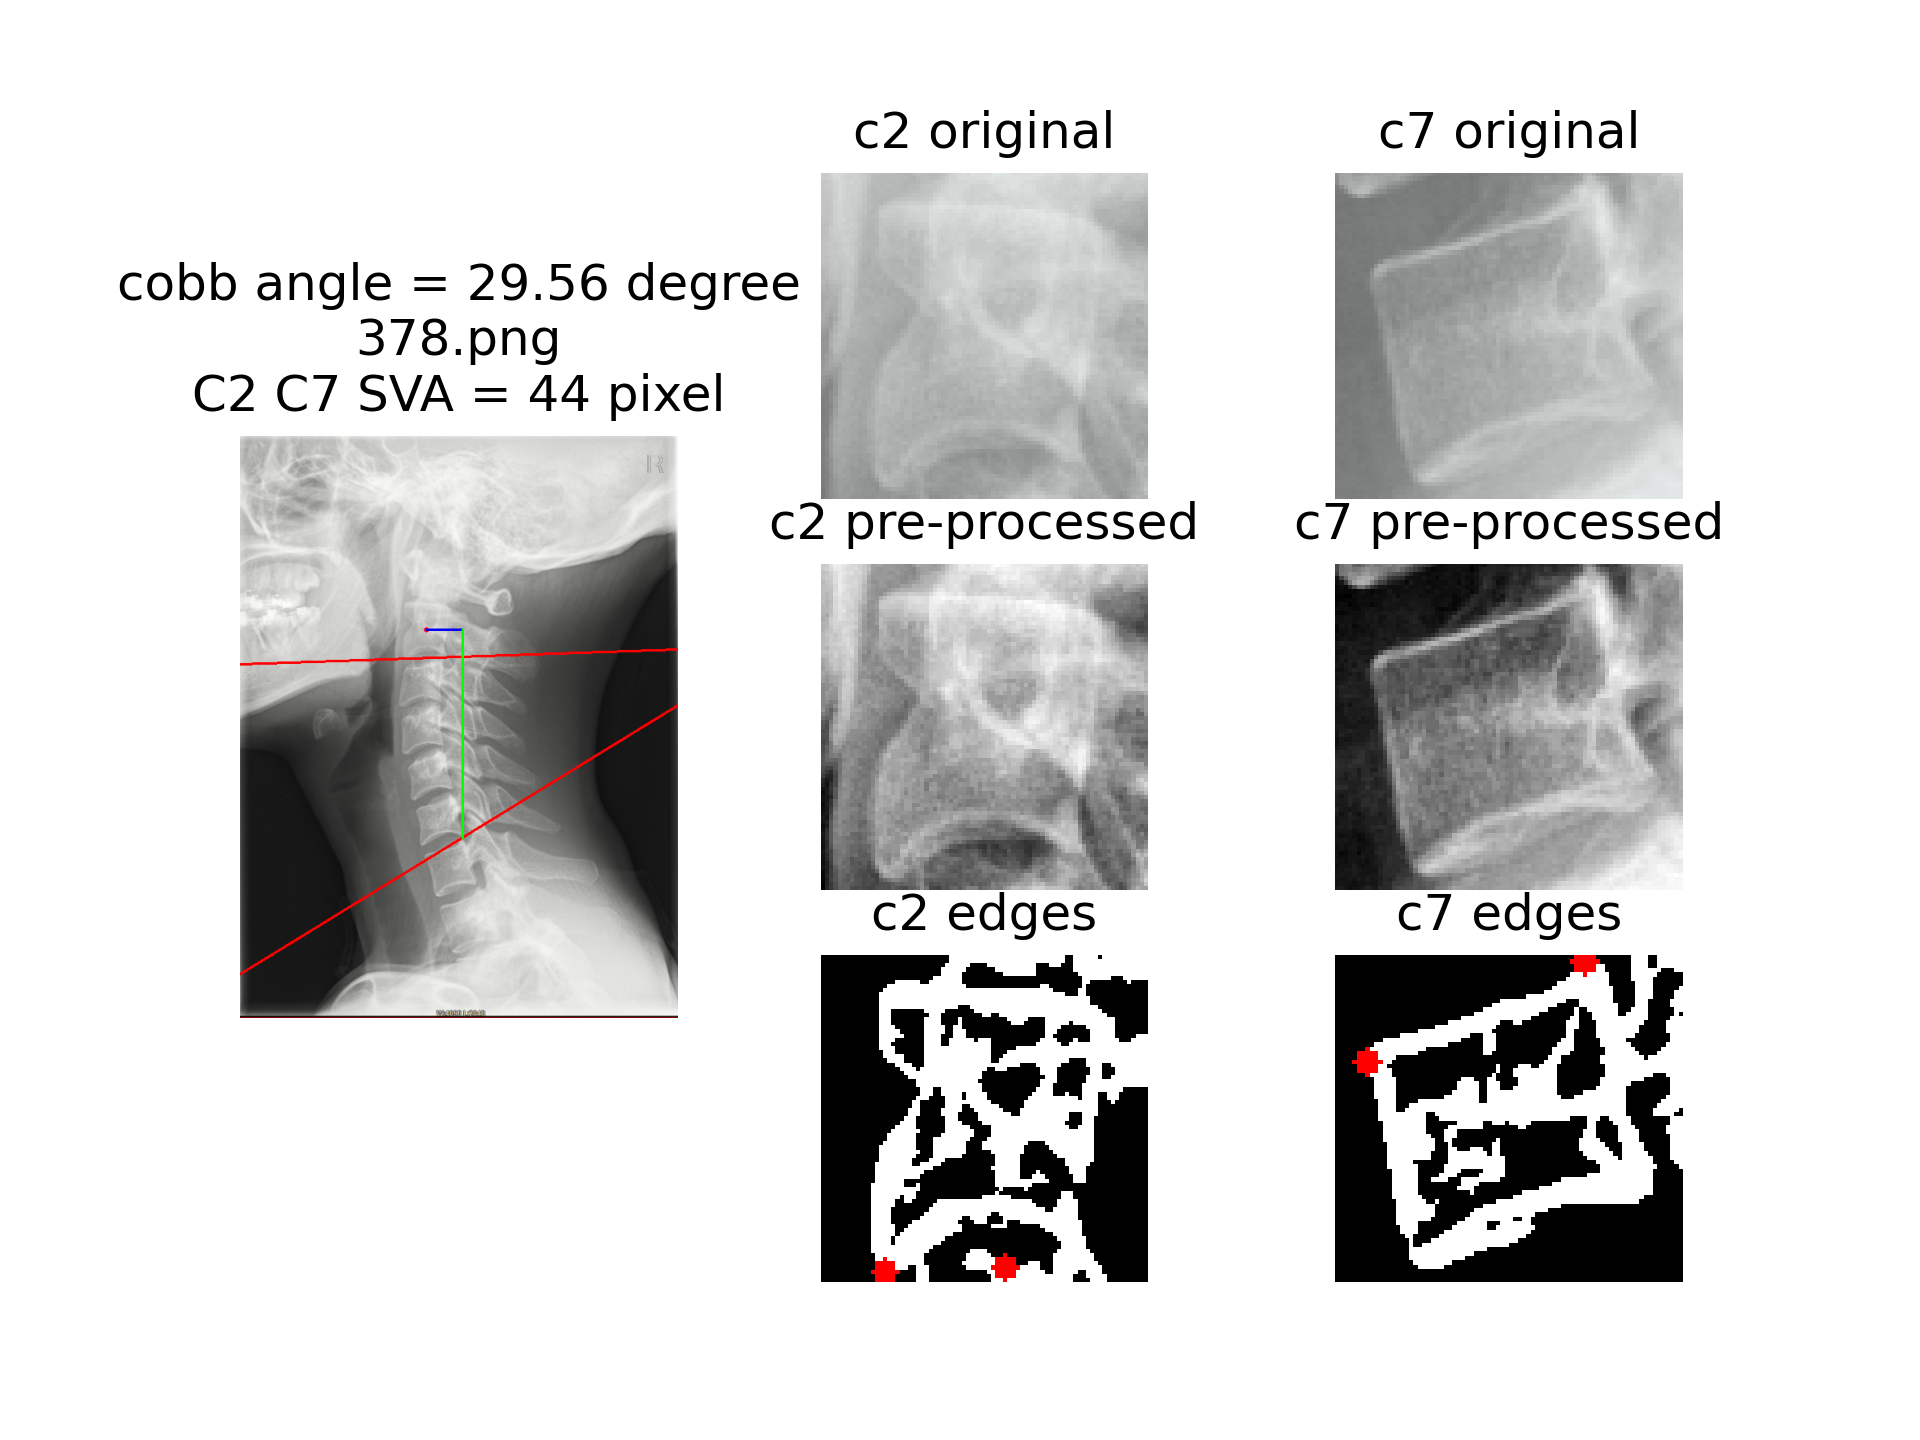 cobb angle = 29.56 degree
378.png
C2 C7 SVA = 44 pixel
R
c2 original
c7 original
c2 pre-processed
c7 pre-processed
c2 edges
c7 edges